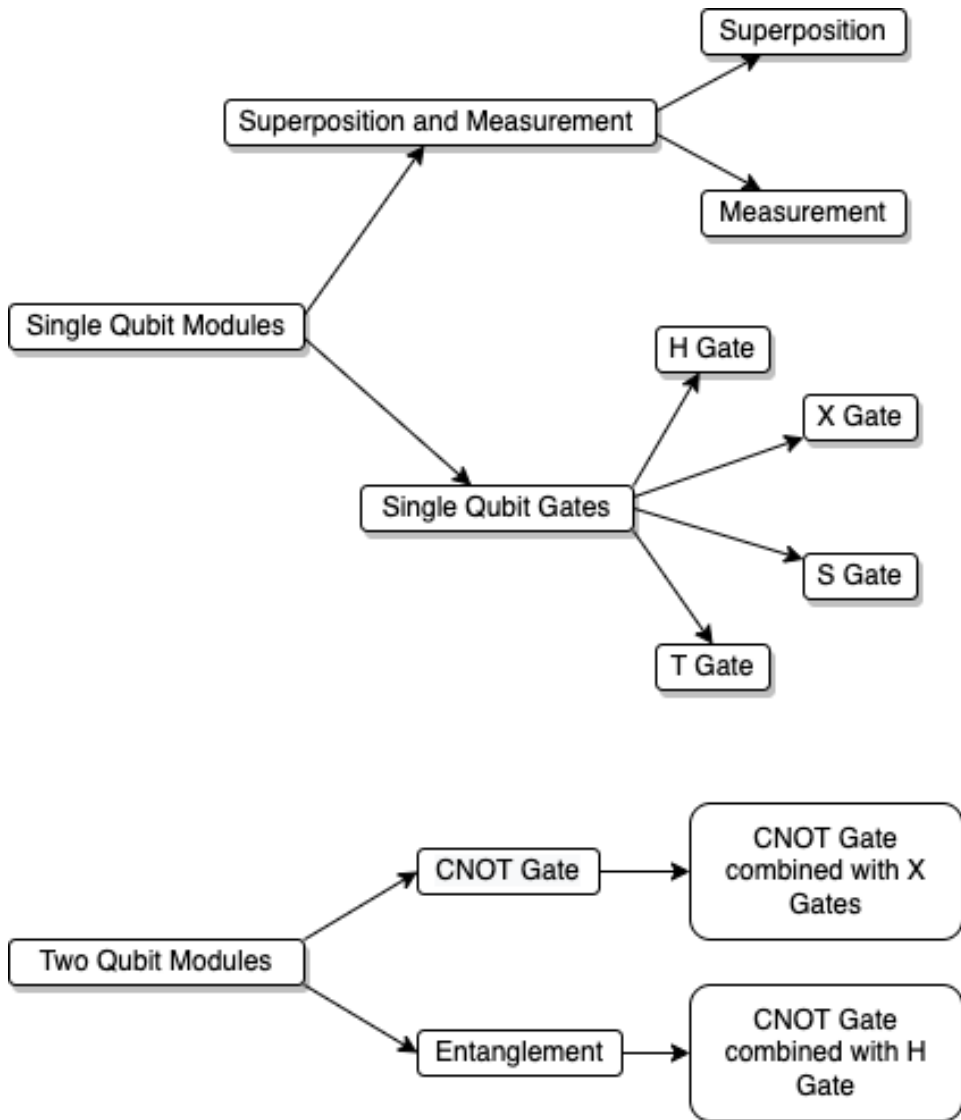 Superposition
Superposition and Measurement
Measurement
Single Qubit Modules
H Gate
X Gate
Single Qubit Gates
S Gate
T Gate
CNOT Gate
combined with X
Gates
CNOT Gate
Two Qubit Modules
CNOT Gate
combined with H
Gate
Entanglement